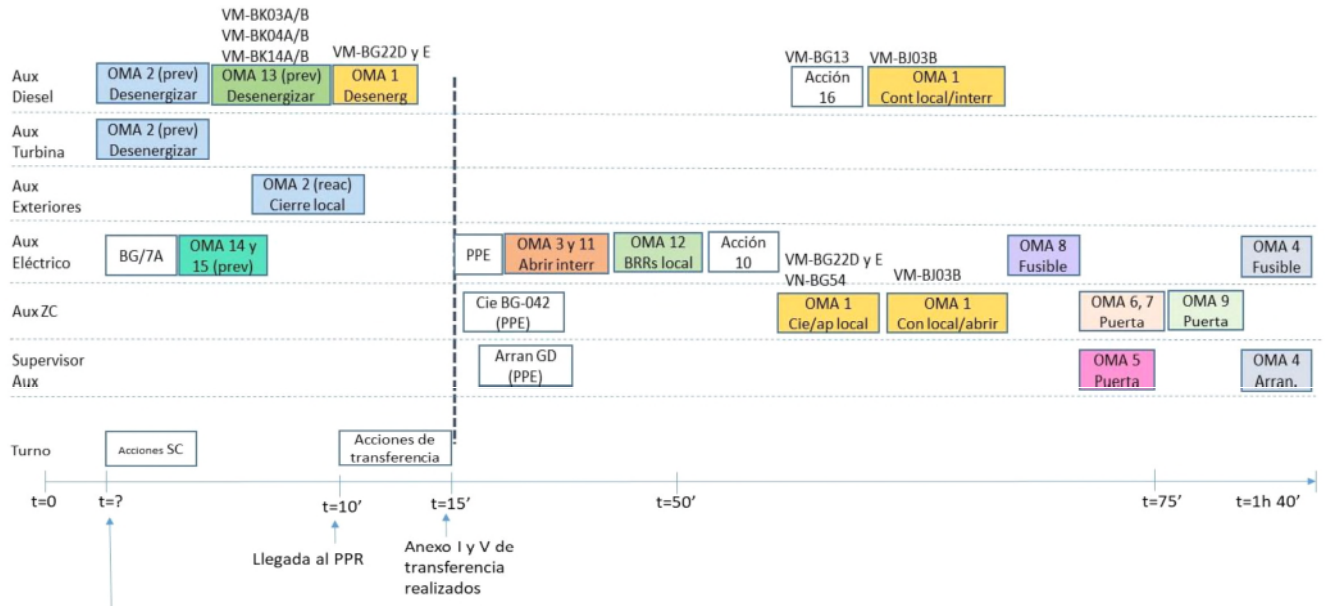 VM-BK03A/B
VM-BK04A/B
VM-BK14A/B
VM-BG22D y E
VM-BG13
VM-BJ03B
Aux
Diesel
OMA 2 (prev)
Desenergizar
OMA 13 (prev)
Desenergizar
OMA 1
Desenerg
Acción
16
OMA 1
Cont local/interr
Aux
Turbina
OMA 2 (prev)
Desenergizar
Aux
Exteriores
OMA 2 (reac)
Cierre local
Aux
Eléctrico
BG/7A
OMA 14 y
15 (prev)
PPE
OMA 3 y 11
Abrir interr
OMA 12
BRRs local
Acción
10
OMA 8
Fusible
OMA 4
Fusible
VM-BG22D y E
VN-BG54
VM-BJ03B
Aux ZC
Cie BG-042
(PPE)
OMA 1
Cie/ap local
OMA 1
Con local/abrir
OMA 6, 7
Puerta
OMA 9
Puerta
Supervisor
Aux
Arran GD
(PPE)
OMA 5
Puerta
OMA 4
Arran.
Turno
Acciones SC
Acciones de
transferencia
t=0
t=?
t=10’
t=15’
t=50’
t=75’
t=1h 40’
Llegada al PPR
Anexo I y V de
transferencia
realizados